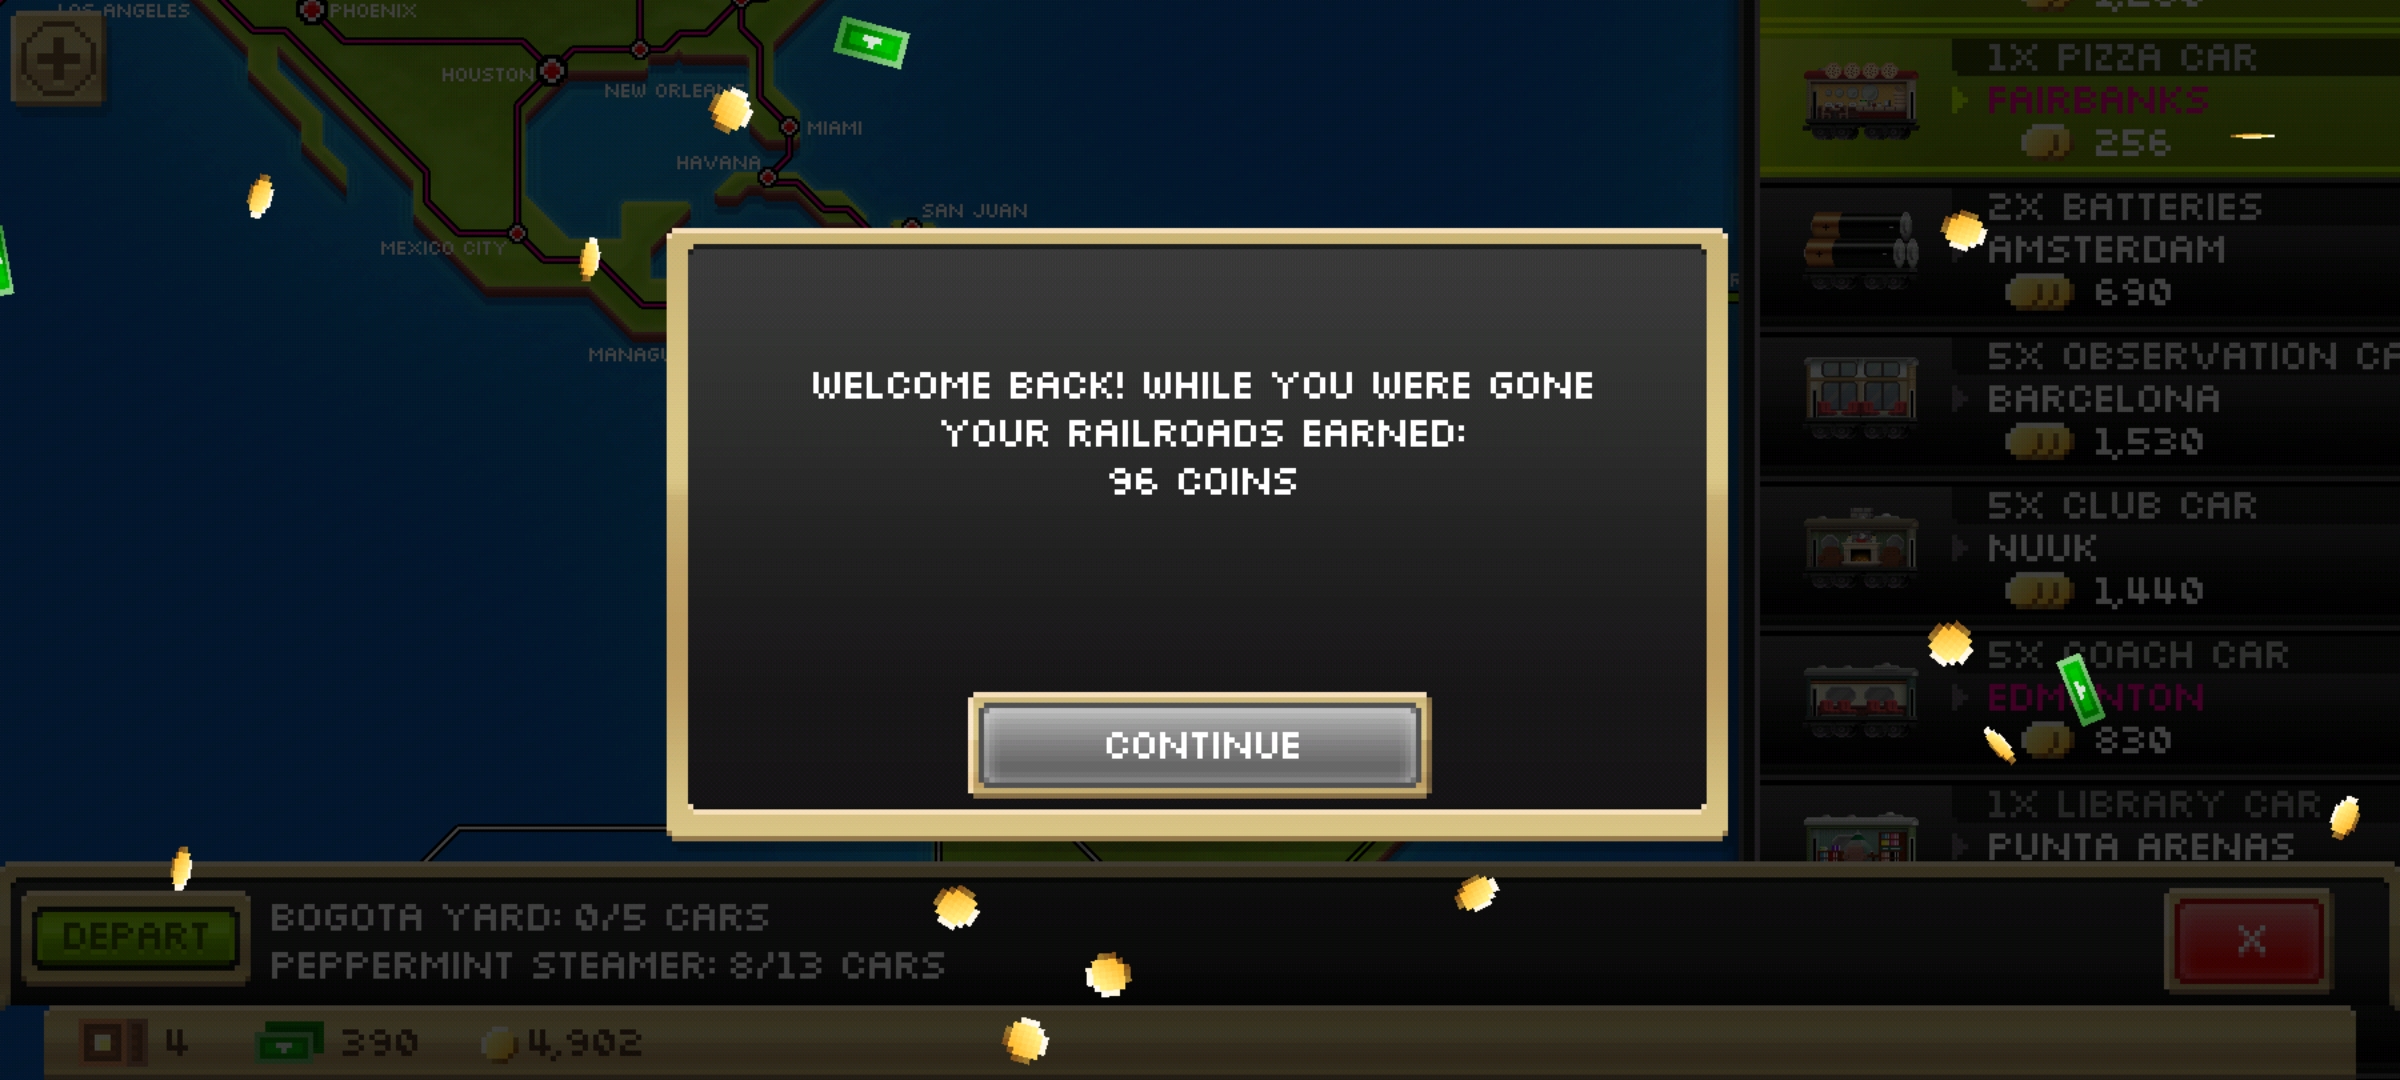 LOS ANGELES
PHOENIX
HOUSTON
MIAMI
HAVANA
SAN JUAN
MEXICO CITY
WELCOME BACK! WHILE YOU WERE GONE
YOUR RAILROADS EARNED:
96 COINS
CONTINUE
1X PIZZA CAR
FAIRBANKS
256
2X BATTERIES
AMSTERDAM
690
5X OBSERVATION CA
BARCELONA
1,530
5X CLUB CAR
NUUK
1,440
5X COACH CAR
EDMONTON
830
1X LIBRARY CAR
PUNTA ARENAS
DEPART
BOGOTA YARD: 0/5 CARS
PEPPERMINT STEAMER: 8/13 CARS
X
4
390
4,902